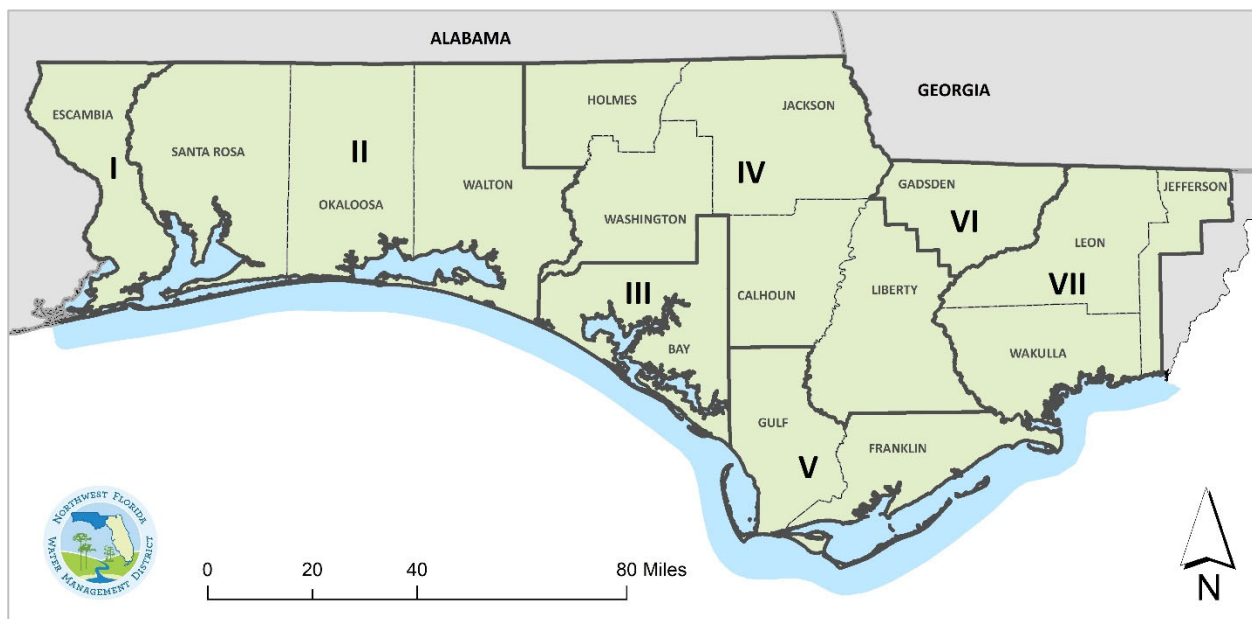 ALABAMA
GEORGIA
ESCAMBIA
I
SANTA ROSA
II
OKALOOSA
WALTON
HOLMES
JACKSON
IV
WASHINGTON
GADSDEN
VI
JEFFERSON
LEON
VII
III
BAY
CALHOUN
LIBERTY
WAKULLA
GULF
V
FRANKLIN
NORTHWEST FLORIDA
WATER MANAGEMENT DISTRICT
0 20 40 80 Miles
N